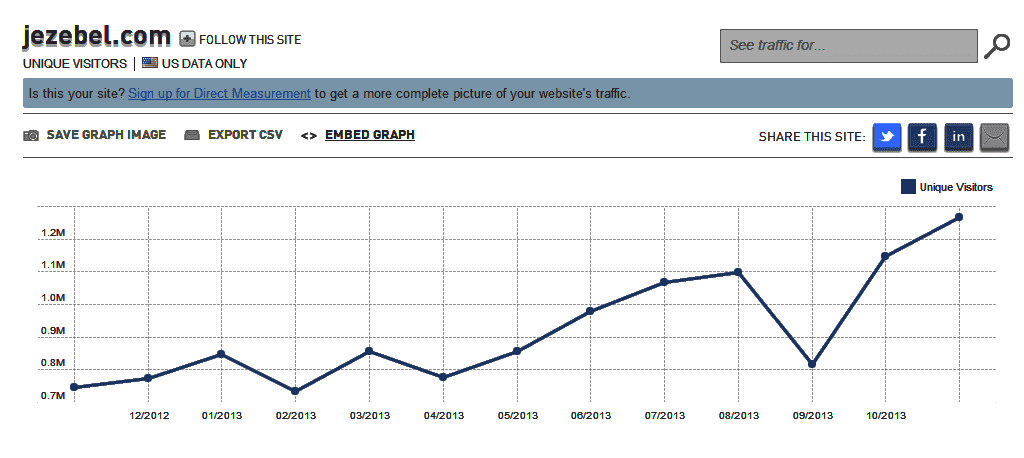 jezebel.com FOLLOW THIS SITE
See traffic for...
UNIQUE VISITORS | US DATA ONLY
Is this your site? Sign up for Direct Measurement to get a more complete picture of your website's traffic.
SAVE GRAPH IMAGE EXPORT CSV <> EMBED GRAPH
SHARE THIS SITE: f in
Unique Visitors
1.2M
1.1M
1.0M
0.9M
0.8M
0.7M
12/2012 01/2013 02/2013 03/2013 04/2013 05/2013 06/2013 07/2013 08/2013 09/2013 10/2013